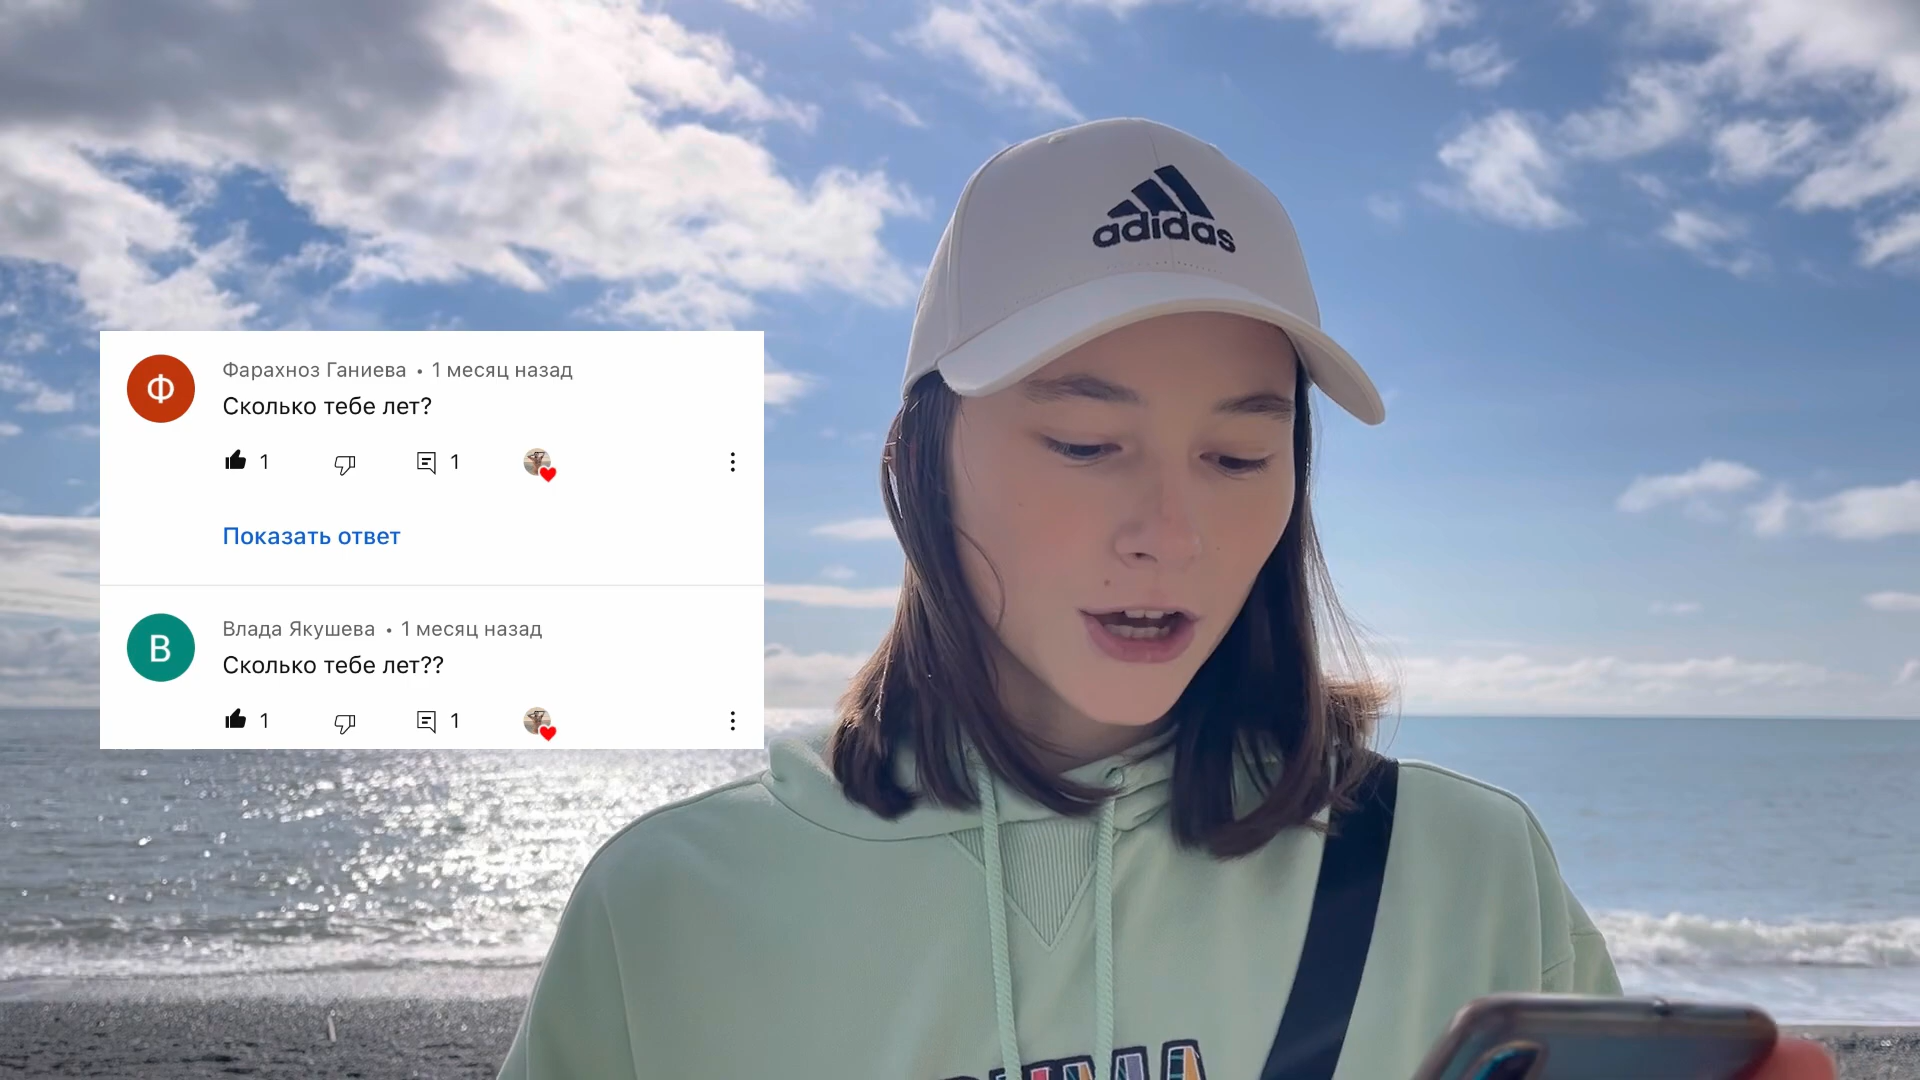 adidas
Ф
Фарахноз Ганиева • 1 месяц назад
Сколько тебе лет?
1
1
Показать ответ
В
Влада Якушева • 1 месяц назад
Сколько тебе лет??
1
1